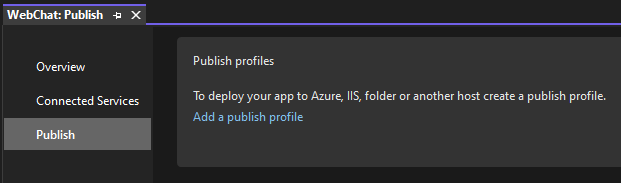 WebChat: Publish
Overview
Connected Services
Publish
Publish profiles
To deploy your app to Azure, IIS, folder or another host create a publish profile.
Add a publish profile